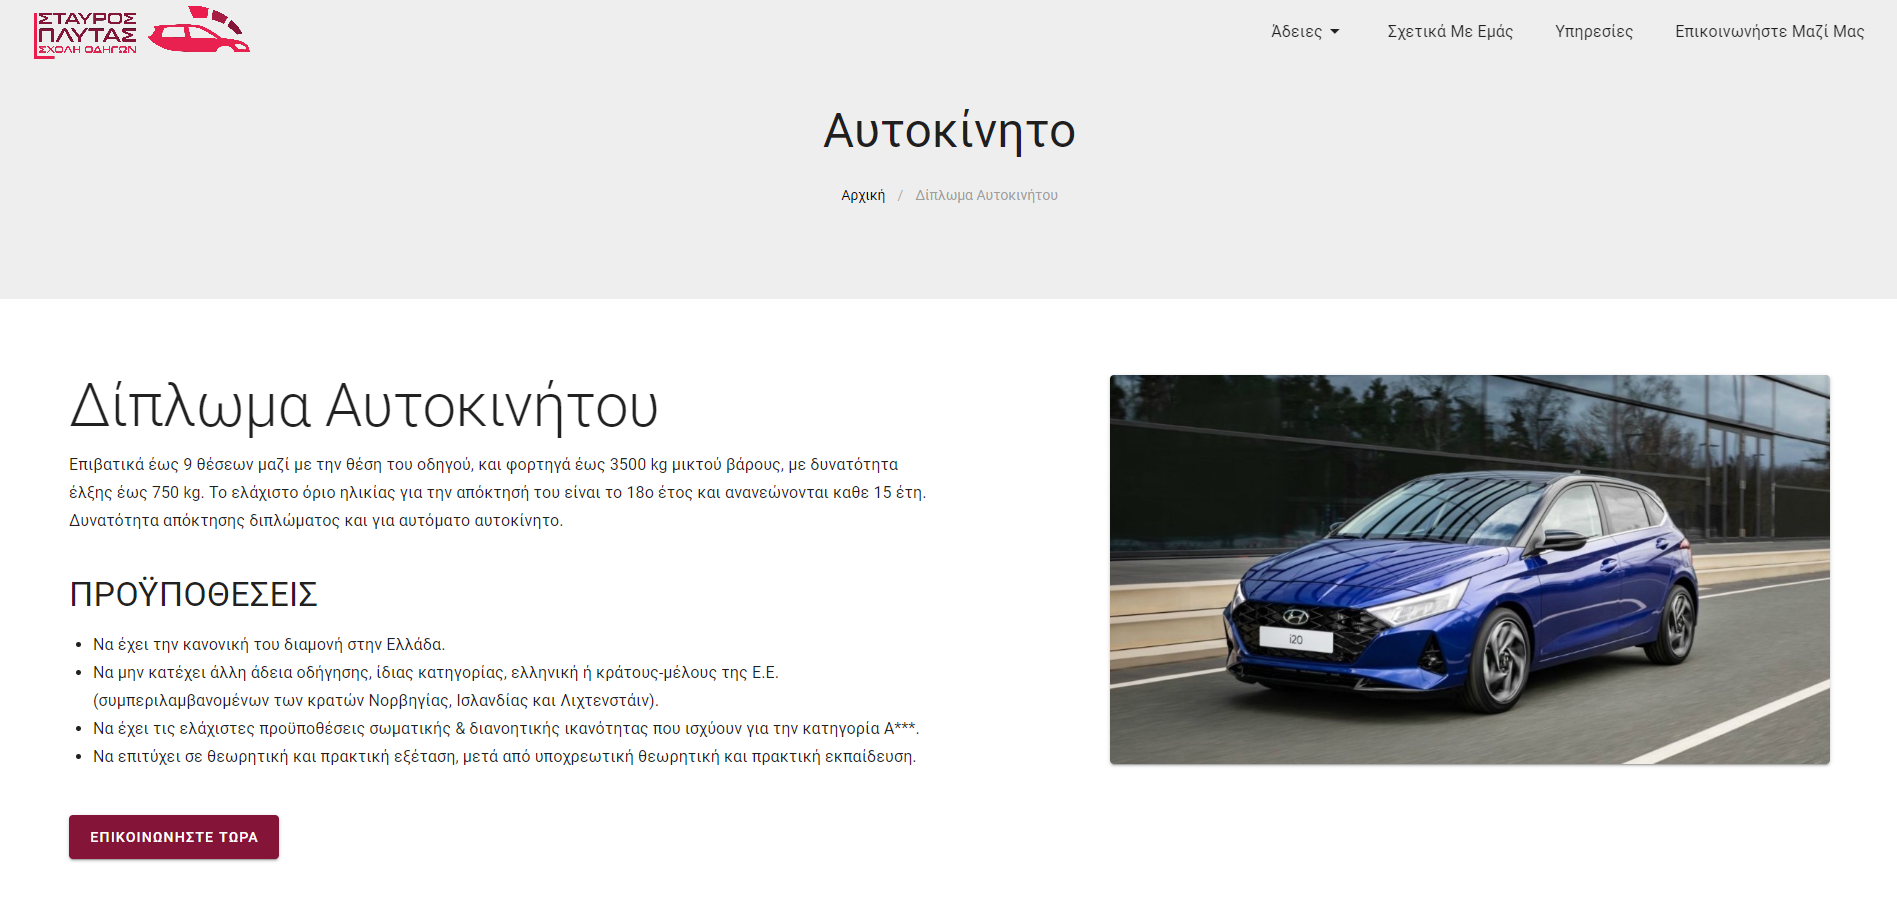 ΣΤΑΥΡΟΣ
ΠΛΥΤΑΣ
ΣΧΟΛΗ ΟΔΗΓΩΝ
Άδειες
Σχετικά Με Εμάς
Υπηρεσίες
Επικοινωνήστε Μαζί Μας
Αυτοκίνητο
Αρχική / Δίπλωμα Αυτοκινήτου
Δίπλωμα Αυτοκινήτου
Επιβατικά έως 9 θέσεων μαζί με την θέση του οδηγού, και φορτηγά έως 3500 kg μικτού βάρους, με δυνατότητα
έλξης έως 750 kg. Το ελάχιστο όριο ηλικίας για την απόκτησή του είναι το 18ο έτος και ανανεώνονται καθε 15 έτη.
Δυνατότητα απόκτησης διπλώματος και για αυτόματο αυτοκίνητο.
ΠΡΟΫΠΟΘΕΣΕΙΣ
• Να έχει την κανονική του διαμονή στην Ελλάδα.
• Να μην κατέχει άλλη άδεια οδήγησης, ίδιας κατηγορίας, ελληνική ή κράτους-μέλους της Ε.Ε.
(συμπεριλαμβανομένων των κρατών Νορβηγίας, Ισλανδίας και Λιχτενστάιν).
• Να έχει τις ελάχιστες προϋποθέσεις σωματικής & διανοητικής ικανότητας που ισχύουν για την κατηγορία Α***.
• Να επιτύχει σε θεωρητική και πρακτική εξέταση, μετά από υποχρεωτική θεωρητική και πρακτική εκπαίδευση.
ΕΠΙΚΟΙΝΩΝΗΣΤΕ ΤΩΡΑ
i20